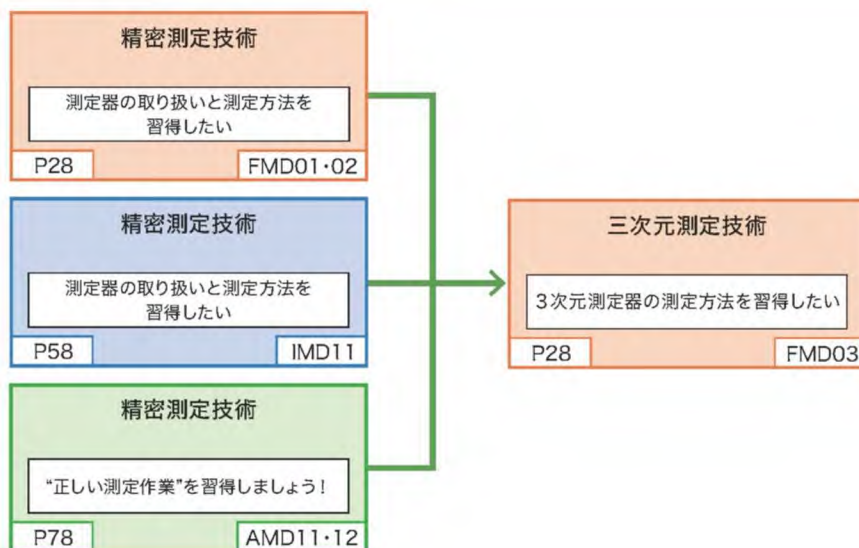 精密測定技術
測定器の取り扱いと測定方法を
習得したい
P28
FMD01・02
精密測定技術
測定器の取り扱いと測定方法を
習得したい
P58
IMD11
精密測定技術
“正しい測定作業”を習得しましょう！
P78
AMD11・12
三次元測定技術
3次元測定器の測定方法を習得したい
P28
FMD03